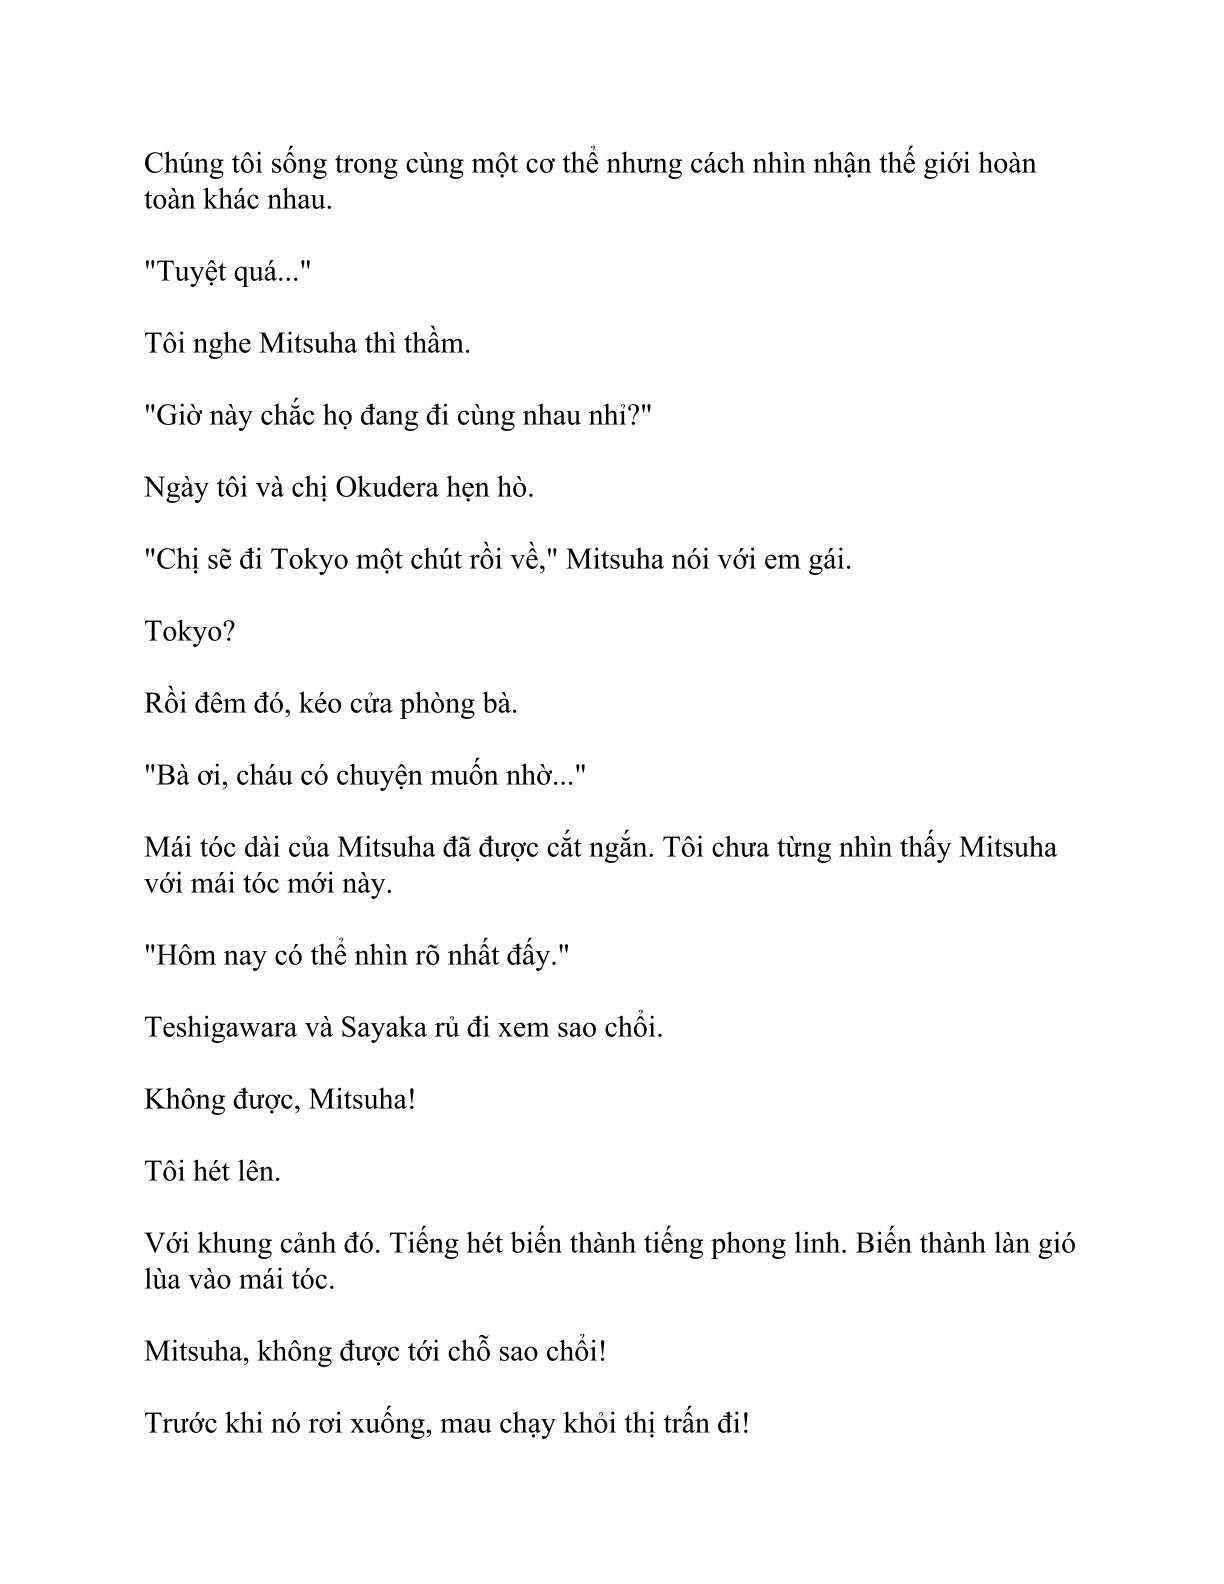 Chúng tôi sống trong cùng một cơ thể nhưng cách nhìn nhận thế giới hoàn
toàn khác nhau.
"Tuyệt quá..."
Tôi nghe Mitsuha thì thầm.
"Giờ này chắc họ đang đi cùng nhau nhỉ?"
Ngày tôi và chị Okudera hẹn hò.
"Chị sẽ đi Tokyo một chút rồi về," Mitsuha nói với em gái.
Tokyo?
Rồi đêm đó, kéo cửa phòng bà.
"Bà ơi, cháu có chuyện muốn nhờ..."
Mái tóc dài của Mitsuha đã được cắt ngắn. Tôi chưa từng nhìn thấy Mitsuha
với mái tóc mới này.
"Hôm nay có thể nhìn rõ nhất đấy."
Teshigawara và Sayaka rủ đi xem sao chổi.
Không được, Mitsuha!
Tôi hét lên.
Với khung cảnh đó. Tiếng hét biến thành tiếng phong linh. Biến thành làn gió
lùa vào mái tóc.
Mitsuha, không được tới chỗ sao chổi!
Trước khi nó rơi xuống, mau chạy khỏi thị trấn đi!